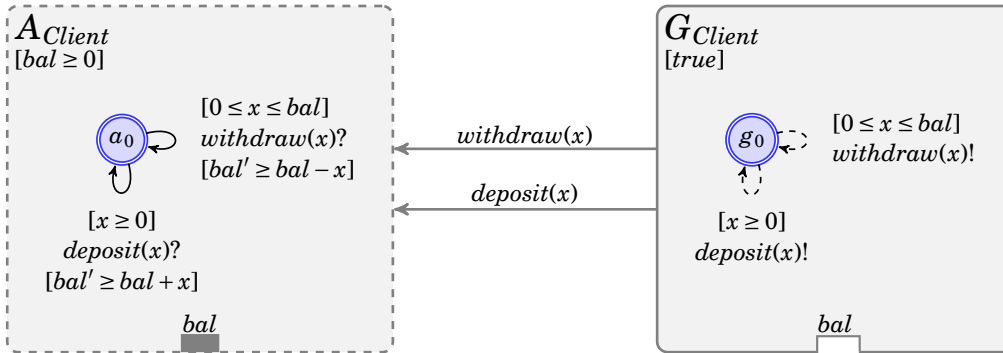 A_Client
[bal ≥ 0]
a_0
[0 ≤ x ≤ bal]
withdraw(x)?
[bal′ ≥ bal − x]
[x ≥ 0]
deposit(x)?
[bal′ ≥ bal + x]
bal
withdraw(x)
deposit(x)
G_Client
[true]
g_0
[0 ≤ x ≤ bal]
withdraw(x)!
[x ≥ 0]
deposit(x)!
bal